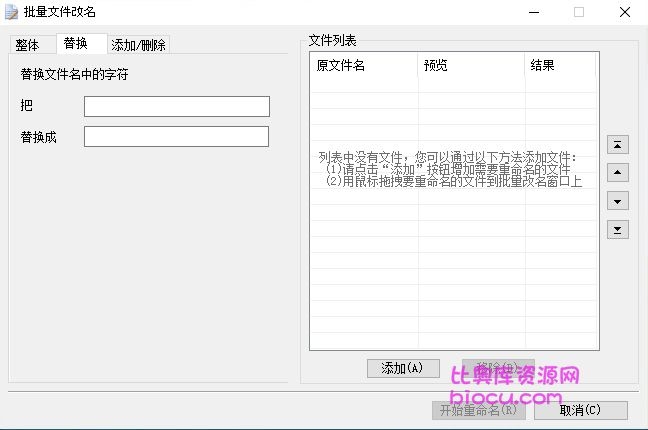 批量文件改名
整体 替换 添加/删除
替换文件名中的字符
把
替换成
文件列表
原文件名 预览 结果
列表中没有文件，您可以通过以下方法添加文件：
(1)请点击“添加”按钮增加需要重命名的文件
(2)用鼠标拖拽要重命名的文件到批量改名窗口上
添加(A) 移除(D)
比奥库资源网
biocu.com
开始重命名(R) 取消(C)